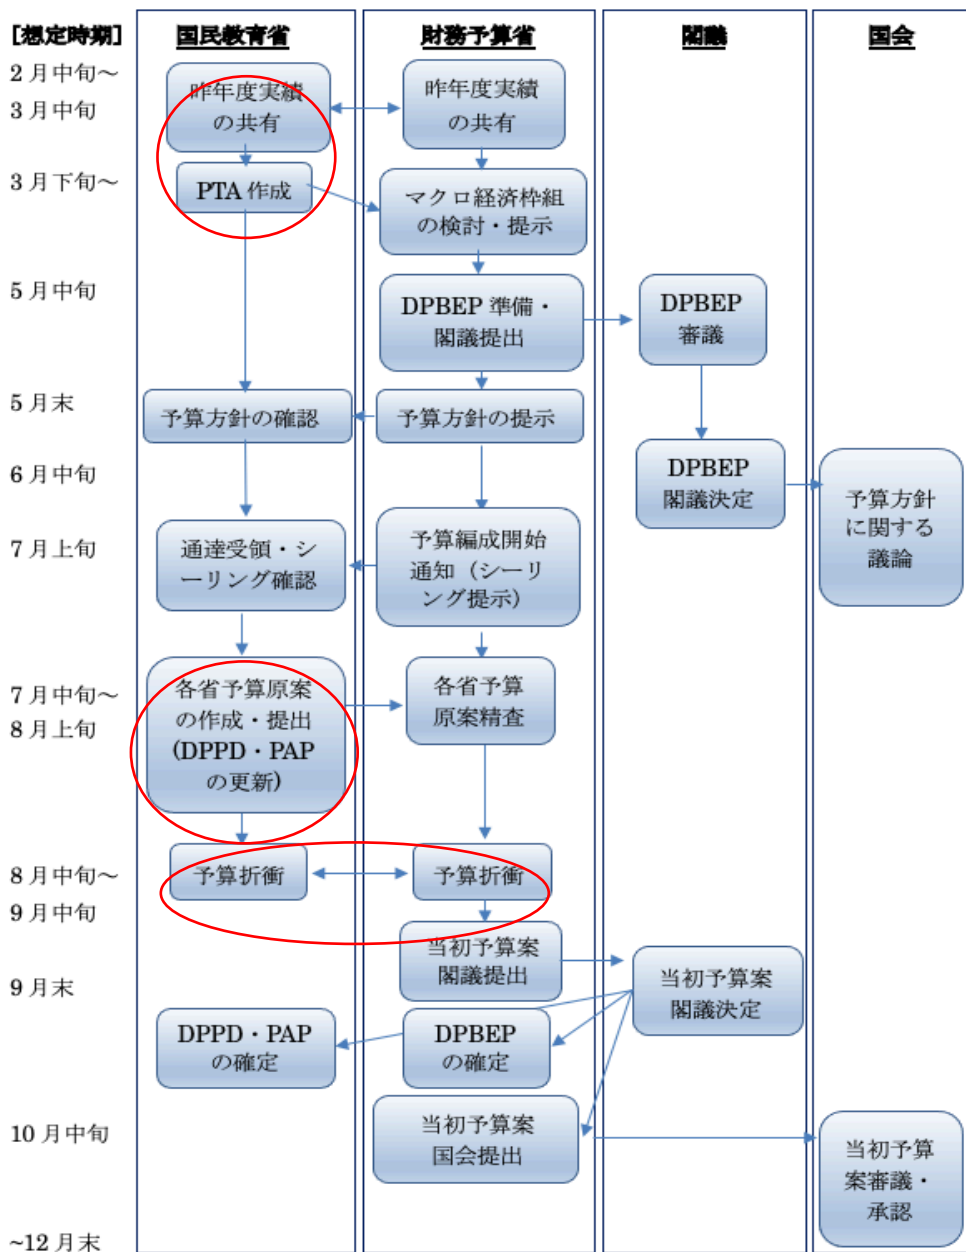 [想定時期]
国民教育省
財務予算省
閣議
国会
2月中旬～
3月中旬
昨年度実績
の共有
昨年度実績
の共有
3月下旬～
PTA 作成
マクロ経済枠組
の検討・提示
5月中旬
DPBEP 準備・
閣議提出
DPBEP
審議
5月末
予算方針の確認
予算方針の提示
6月中旬
DPBEP
閣議決定
予算方針
に関する
議論
7月上旬
通達受領・シ
ーリング確認
予算編成開始
通知（シーリ
ング提示）
7月中旬～
8月上旬
各省予算原案
の作成・提出
(DPPD・PAP
の更新)
各省予算
原案精査
8月中旬～
9月中旬
予算折衝
予算折衝
当初予算案
閣議提出
9月末
当初予算案
閣議決定
DPPD・PAP
の確定
DPBEP
の確定
10月中旬
当初予算案
国会提出
当初予算
案審議・
承認
~12月末